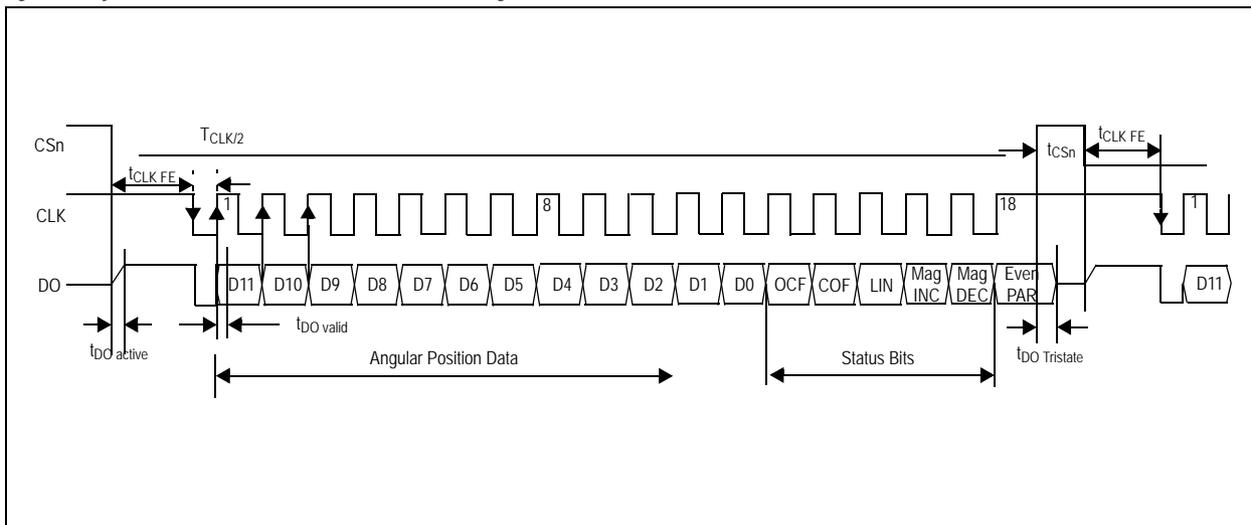 CSn
TCLK/2
tCLK FE
tCSn
tCLK FE
CLK
1
8
18
1
DO
D11
D10
D9
D8
D7
D6
D5
D4
D3
D2
D1
D0
OCF
COF
LIN
Mag
INC
Mag
DEC
Even
PAR
D11
tDO active
tDO valid
tDO Tristate
Angular Position Data
Status Bits